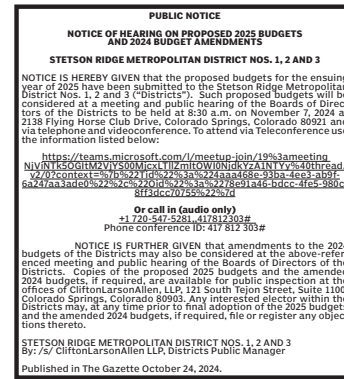 PUBLIC NOTICE
NOTICE OF HEARING ON PROPOSED 2025 BUDGETS
AND 2024 BUDGET AMENDMENTS
STETSON RIDGE METROPOLITAN DISTRICT NOS. 1, 2 AND 3
NOTICE IS HEREBY GIVEN that the proposed budgets for the ensuing
year of 2025 have been submitted to the Stetson Ridge Metropolitan
District Nos. 1, 2 and 3 ("Districts"). Such proposed budgets will be
considered at a meeting and public hearing of the Boards of Direc
tors of the Districts to be held at 8:30 a.m. on November 7, 2024 a
2138 Flying Horse Club Drive, Colorado Springs, Colorado 80921 and
via telephone and videoconference. To attend via Teleconference use
the information listed below:
https://teams.microsoft.com/l/meetup-join/19%3ameeting_
NjViNTk5OGItM2VjYS00MjcxLTllZmItOWI0NjdkYzA1NTYy%40thread.
v2/0?context=%7b%22Tid%22%3a%224aaa468e-93ba-4ee3-ab9f-
6a247aa3ade0%22%2c%22Oid%22%3a%2278e91a46-bdcc-4fe5-980c
8ff3dcc70755%22%7d
Or call in (audio only)
+1 720-547-5281,,417812303#
Phone conference ID: 417 812 303#
NOTICE IS FURTHER GIVEN that amendments to the 2024
budgets of the Districts may also be considered at the above-refer
enced meeting and public hearing of the Boards of Directors of the
Districts. Copies of the proposed 2025 budgets and the amended
2024 budgets, if required, are available for public inspection at the
offices of CliftonLarsonAllen, LLP, 121 South Tejon Street, Suite 1100
Colorado Springs, Colorado 80903. Any interested elector within the
Districts may, at any time prior to final adoption of the 2025 budgets
and the amended 2024 budgets, if required, file or register any objec
tions thereto.
STETSON RIDGE METROPOLITAN DISTRICT NOS. 1, 2 AND 3
By: /s/ CliftonLarsonAllen LLP, Districts Public Manager
Published in The Gazette October 24, 2024.